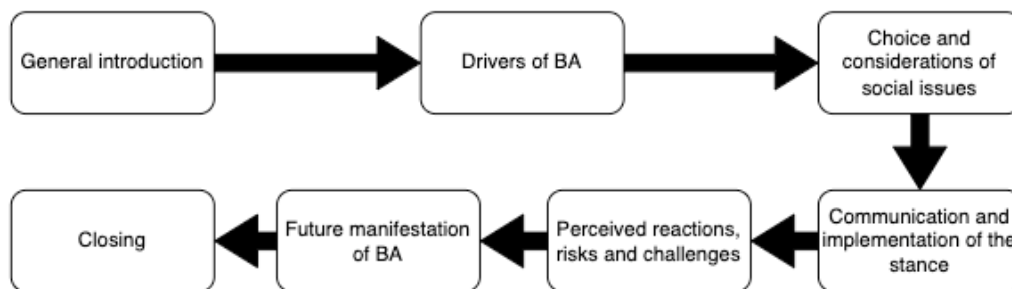 General introduction
Drivers of BA
Choice and
considerations of
social issues
Communication and
implementation of the
stance
Perceived reactions,
risks and challenges
Future manifestation
of BA
Closing